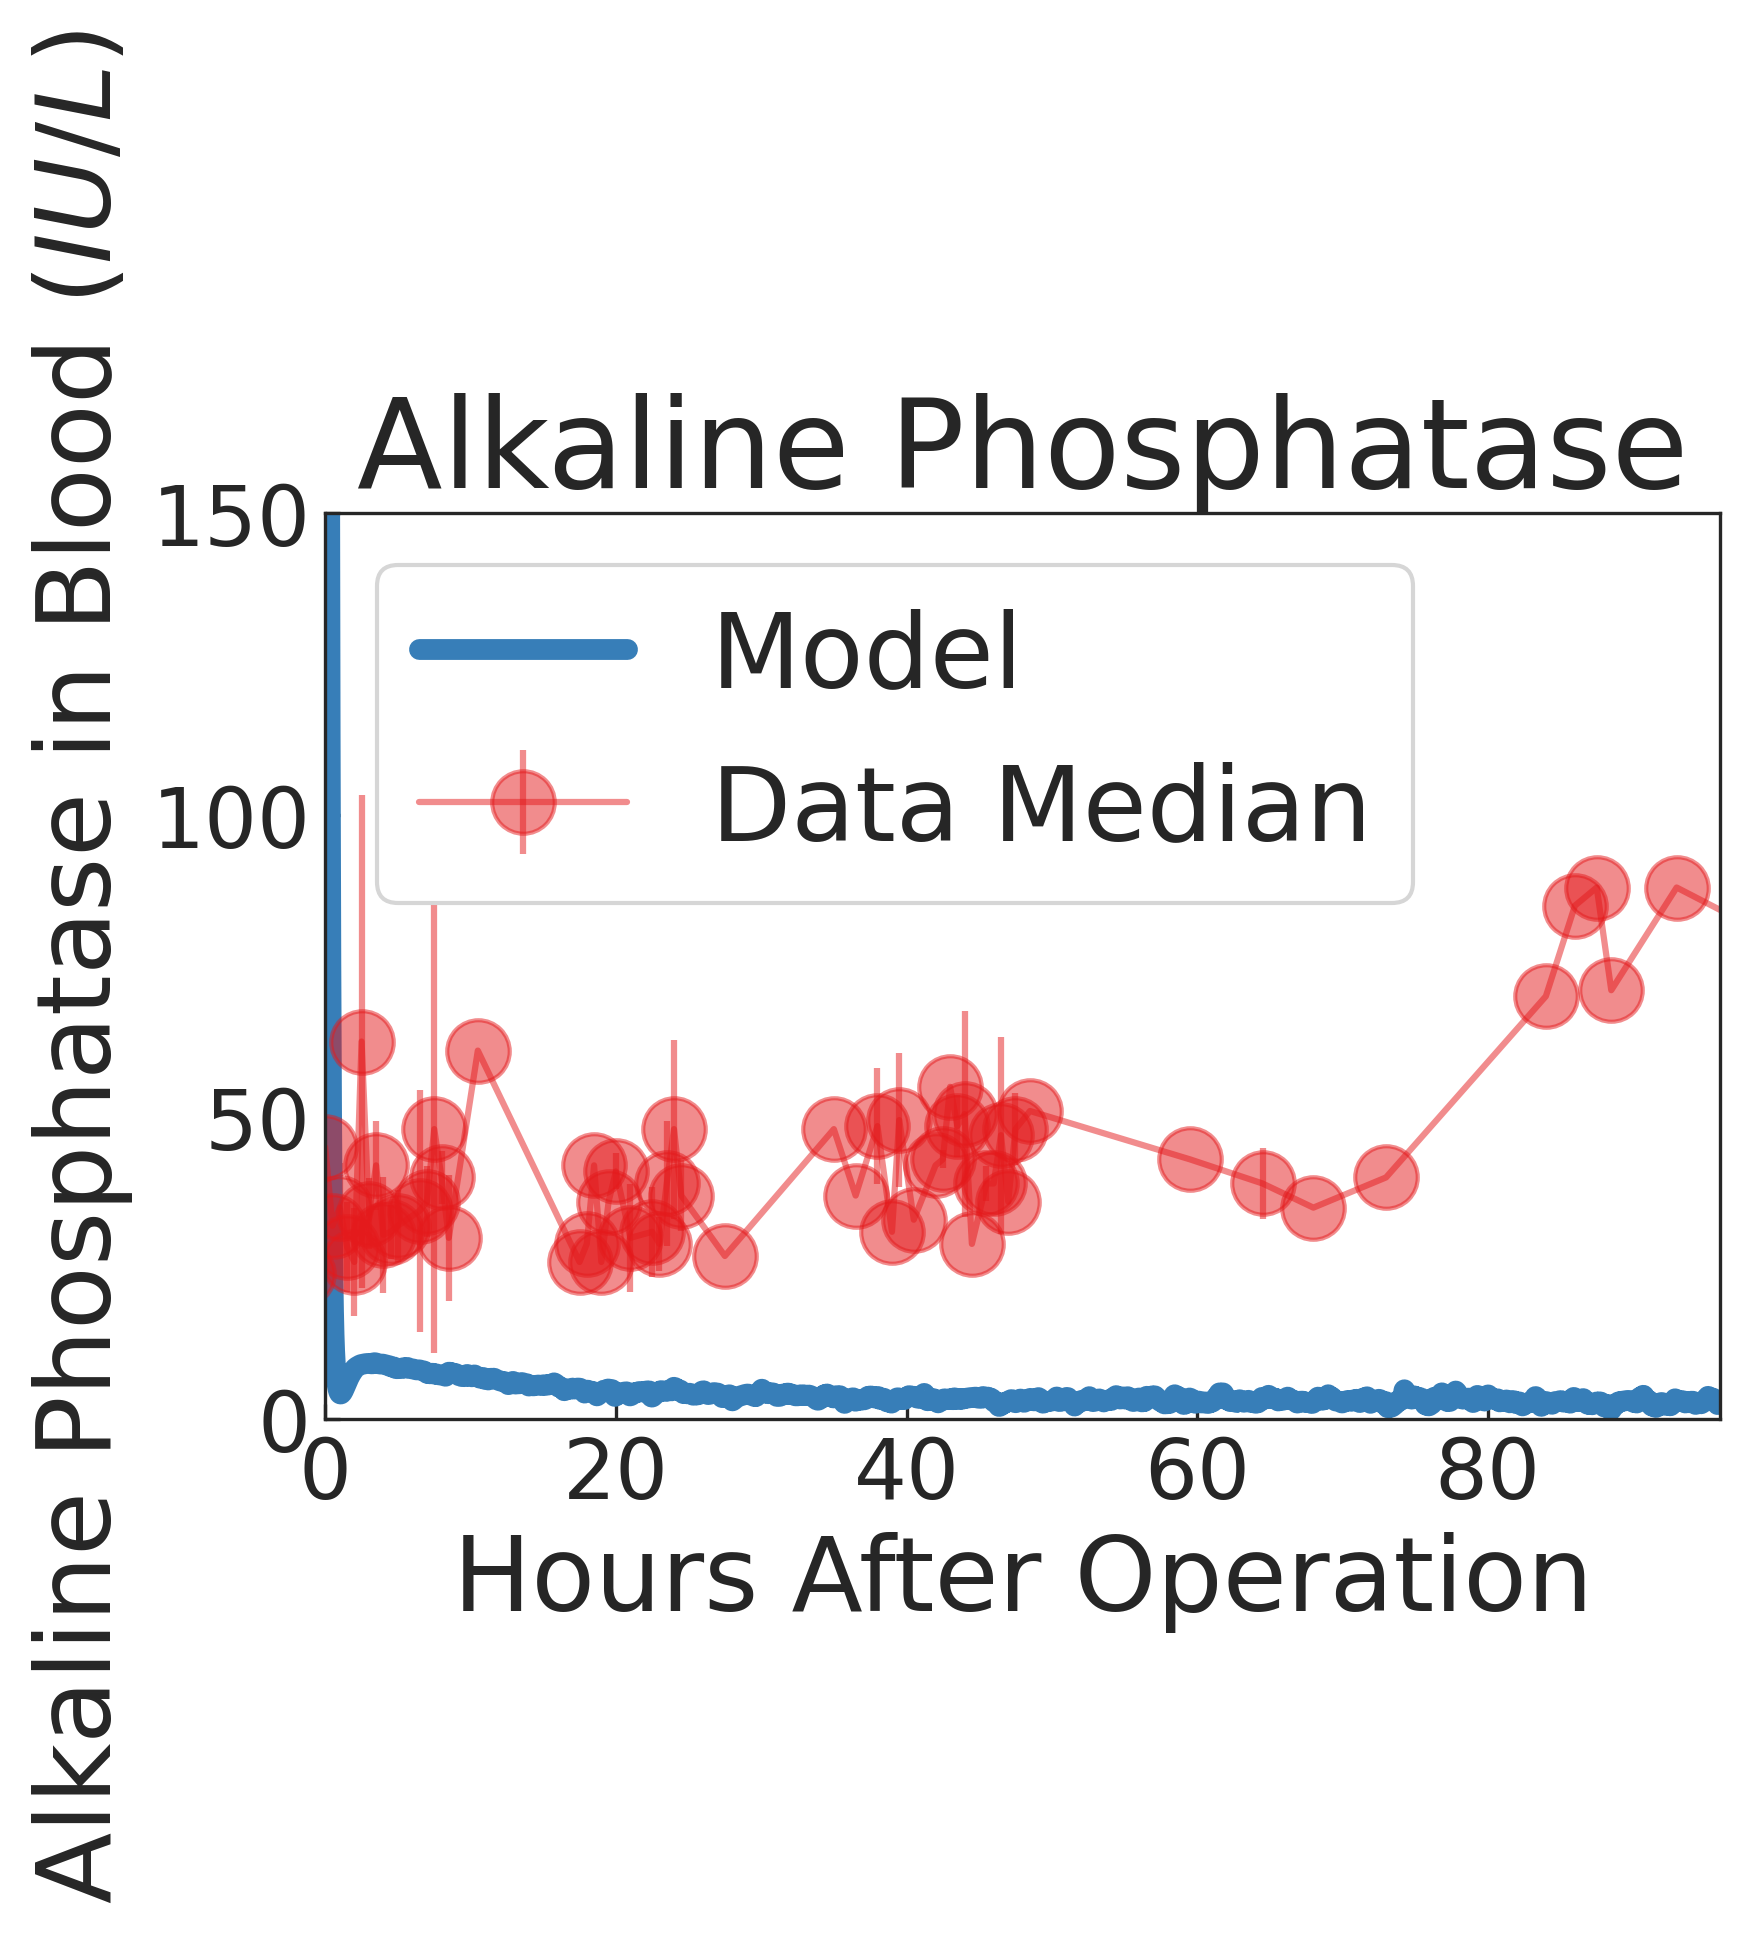 Alkaline Phosphatase in Blood (IU/L)
Alkaline Phosphatase
150
100
50
0
Model
Data Median
0 20 40 60 80
Hours After Operation